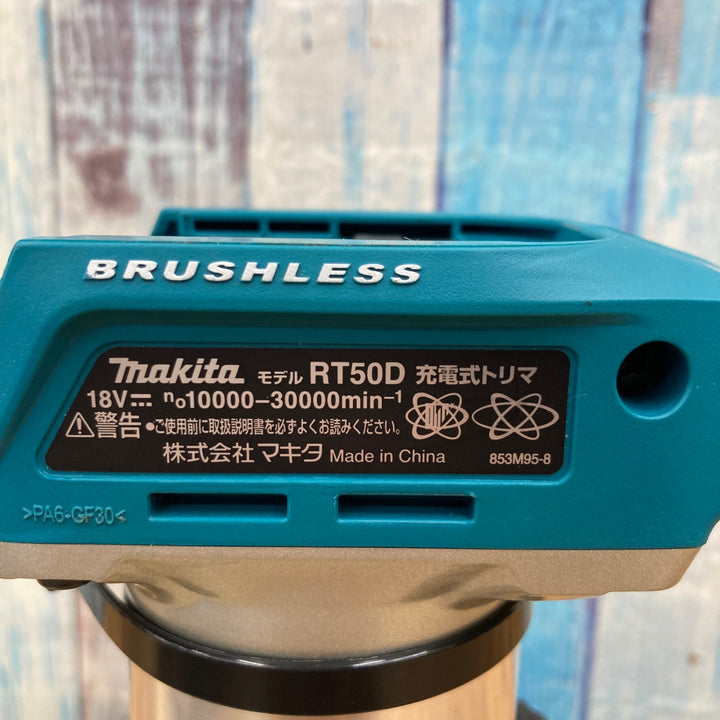 BRUSHLESS
makita モデル RT50D 充電式トリマ
18V⎓ n₀10000–30000min⁻¹
⚠警告 ●ご使用前に取扱説明書を必ずよくお読みください。
株式会社 マキタ Made in China 853M95-8
>PA6-GF30<